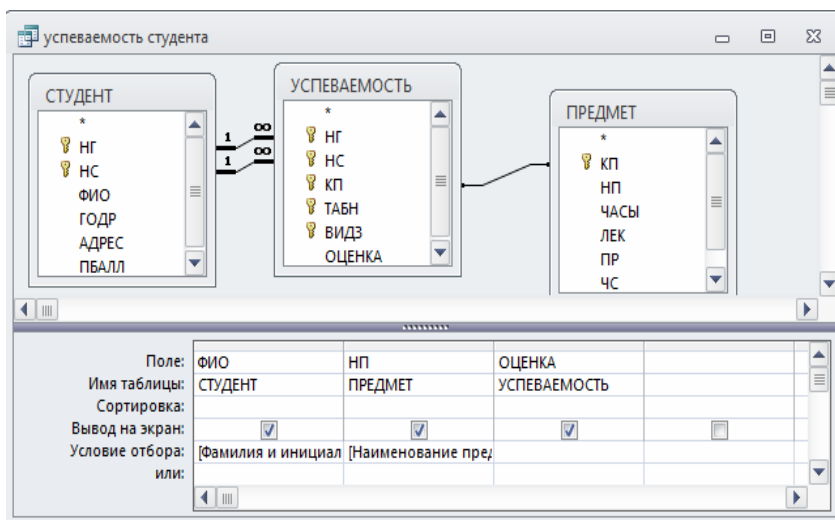 успеваемость студента
СТУДЕНТ
*
НГ
НС
ФИО
ГОДР
АДРЕС
ПБАЛЛ
1 ∞
1 ∞
УСПЕВАЕМОСТЬ
*
НГ
НС
КП
ТАБН
ВИДЗ
ОЦЕНКА
ПРЕДМЕТ
*
КП
НП
ЧАСЫ
ЛЕК
ПР
ЧС
Поле: ФИО НП ОЦЕНКА
Имя таблицы: СТУДЕНТ ПРЕДМЕТ УСПЕВАЕМОСТЬ
Сортировка:
Вывод на экран:
Условие отбора: [Фамилия и инициал [Наименование пред
или: